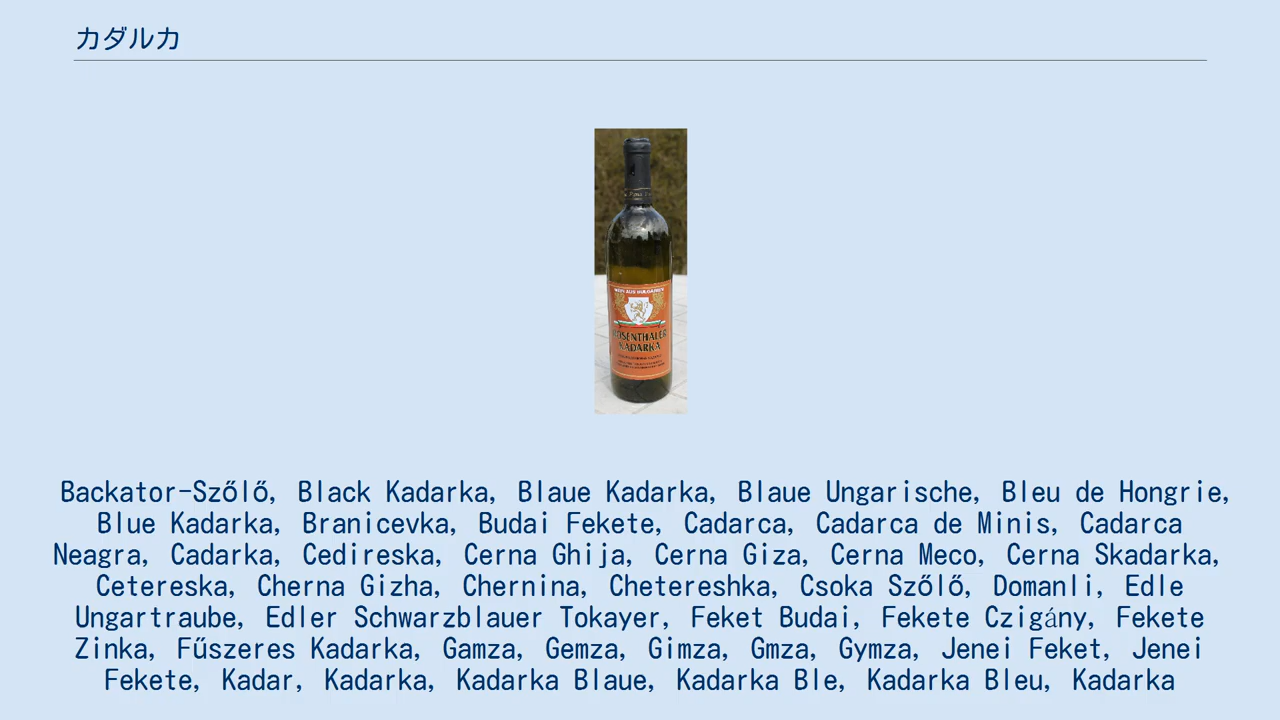 カダルカ
WEIN AUS BULGARIEN
ROSENTHALER
KADARKA
Backator-Szőlő, Black Kadarka, Blaue Kadarka, Blaue Ungarische, Bleu de Hongrie,
Blue Kadarka, Branicevka, Budai Fekete, Cadarca, Cadarca de Minis, Cadarca
Neagra, Cadarka, Cedireska, Cerna Ghija, Cerna Giza, Cerna Meco, Cerna Skadarka,
Cetereska, Cherna Gizha, Chernina, Chetereshka, Csoka Szőlő, Domanli, Edle
Ungartraube, Edler Schwarzblauer Tokayer, Feket Budai, Fekete Czigány, Fekete
Zinka, Fűszeres Kadarka, Gamza, Gemza, Gimza, Gmza, Gymza, Jenei Feket, Jenei
Fekete, Kadar, Kadarka, Kadarka Blaue, Kadarka Ble, Kadarka Bleu, Kadarka